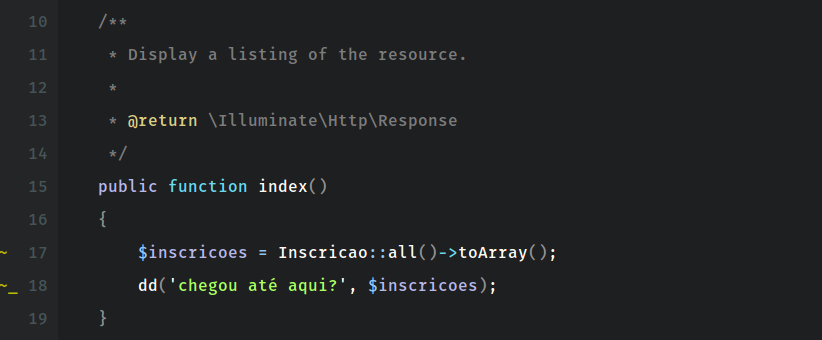 10 /**
11 * Display a listing of the resource.
12 *
13 * @return \Illuminate\Http\Response
14 */
15 public function index()
16 {
~ 17 $inscricoes = Inscricao::all()->toArray();
~_ 18 dd('chegou até aqui?', $inscricoes);
19 }